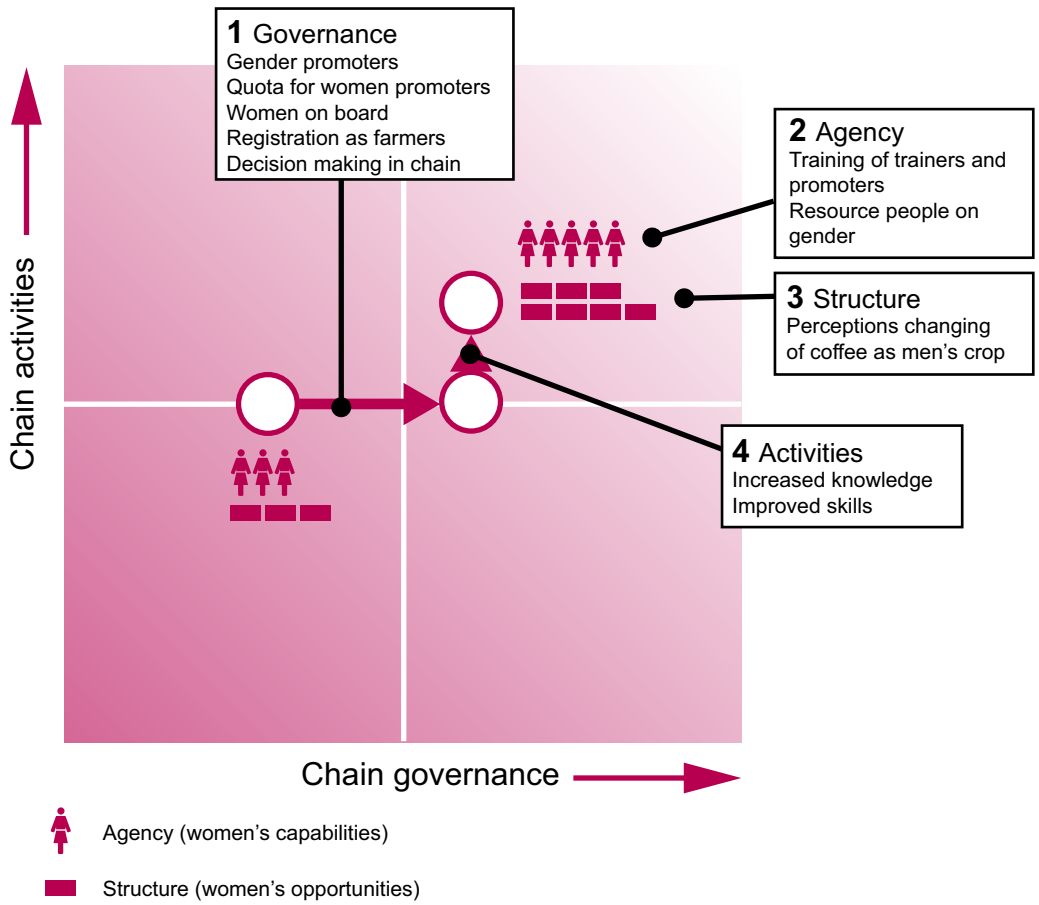 1 Governance
Gender promoters
Quota for women promoters
Women on board
Registration as farmers
Decision making in chain
2 Agency
Training of trainers and
promoters
Resource people on
gender
3 Structure
Perceptions changing
of coffee as men's crop
4 Activities
Increased knowledge
Improved skills
Chain activities
Chain governance
Agency (women's capabilities)
Structure (women's opportunities)